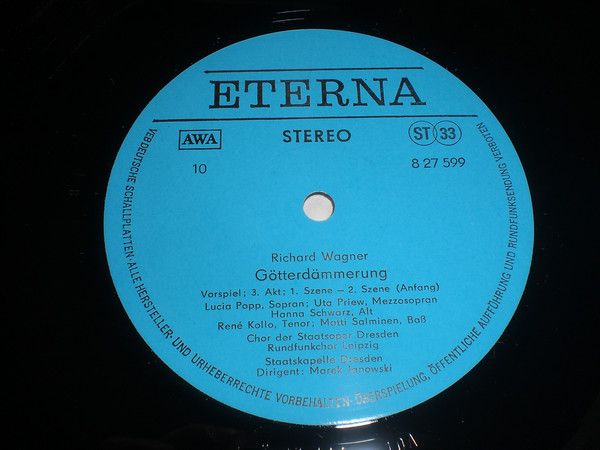 ETERNA
AWA
STEREO
ST 33
10
8 27 599
Richard Wagner
Götterdämmerung
Vorspiel; 3. Akt; 1. Szene – 2. Szene (Anfang)
Lucia Popp, Sopran; Uta Priew, Mezzosopran
Hanna Schwarz, Alt
René Kollo, Tenor; Matti Salminen, Baß
Chor der Staatsoper Dresden
Rundfunkchor Leipzig
Staatskapelle Dresden
Dirigent: Marek Janowski
VEB DEUTSCHE SCHALLPLATTEN · ALLE HERSTELLER- UND URHEBERRECHTE VORBEHALTEN · ÜBERSPIELUNG, ÖFFENTLICHE AUFFÜHRUNG UND RUNDFUNKSENDUNG VERBOTEN